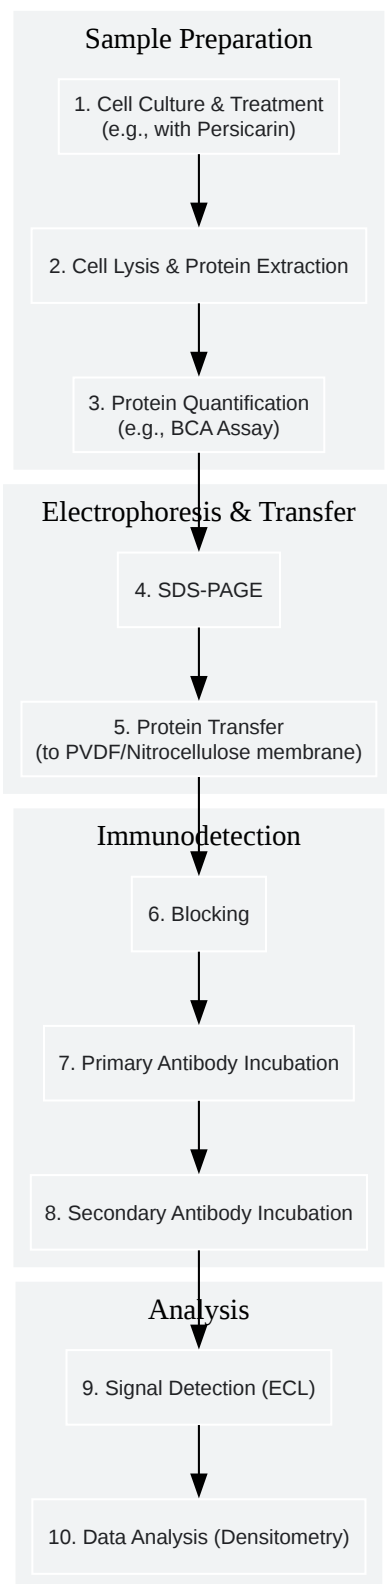 Sample Preparation
1. Cell Culture & Treatment
(e.g., with Persicarin)
2. Cell Lysis & Protein Extraction
3. Protein Quantification
(e.g., BCA Assay)
Electrophoresis & Transfer
4. SDS-PAGE
5. Protein Transfer
(to PVDF/Nitrocellulose membrane)
Immunodetection
6. Blocking
7. Primary Antibody Incubation
8. Secondary Antibody Incubation
Analysis
9. Signal Detection (ECL)
10. Data Analysis (Densitometry)